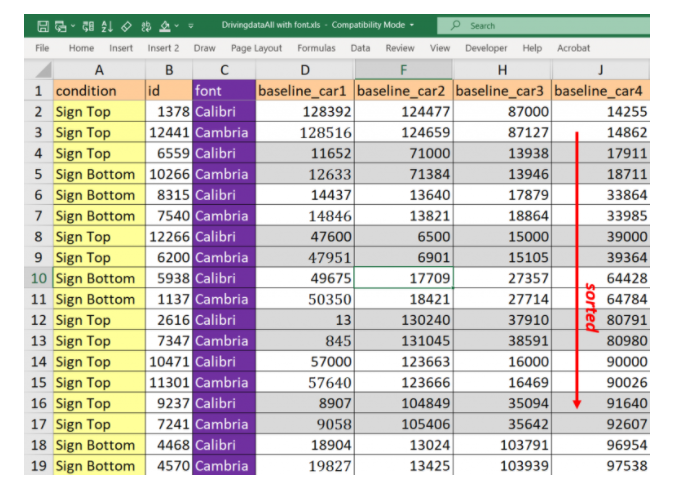 DrivingdataAll with font.xls - Compatibility Mode Search
File Home Insert Insert 2 Draw Page Layout Formulas Data Review View Developer Help Acrobat
A B C D F H J
1 condition id font baseline_car1 baseline_car2 baseline_car3 baseline_car4
2 Sign Top 1378 Calibri 128392 124477 87000 14255
3 Sign Top 12441 Cambria 128516 124659 87127 14862
4 Sign Top 6559 Calibri 11652 71000 13938 17911
5 Sign Bottom 10266 Cambria 12633 71384 13946 18711
6 Sign Bottom 8315 Calibri 14437 13640 17879 33864
7 Sign Bottom 7540 Cambria 14846 13821 18864 33985
8 Sign Top 12266 Calibri 47600 6500 15000 39000
9 Sign Top 6200 Cambria 47951 6901 15105 39364
10 Sign Bottom 5938 Calibri 49675 17709 27357 64428
11 Sign Bottom 1137 Cambria 50350 18421 27714 64784
12 Sign Top 2616 Calibri 13 130240 37910 80791
13 Sign Top 7347 Cambria 845 131045 38591 80980
14 Sign Top 10471 Calibri 57000 123663 16000 90000
15 Sign Top 11301 Cambria 57640 123666 16469 90026
16 Sign Top 9237 Calibri 8907 104849 35094 91640
17 Sign Top 7241 Cambria 9058 105406 35642 92607
18 Sign Bottom 4468 Calibri 18904 13024 103791 96954
19 Sign Bottom 4570 Cambria 19827 13425 103939 97538
sorted